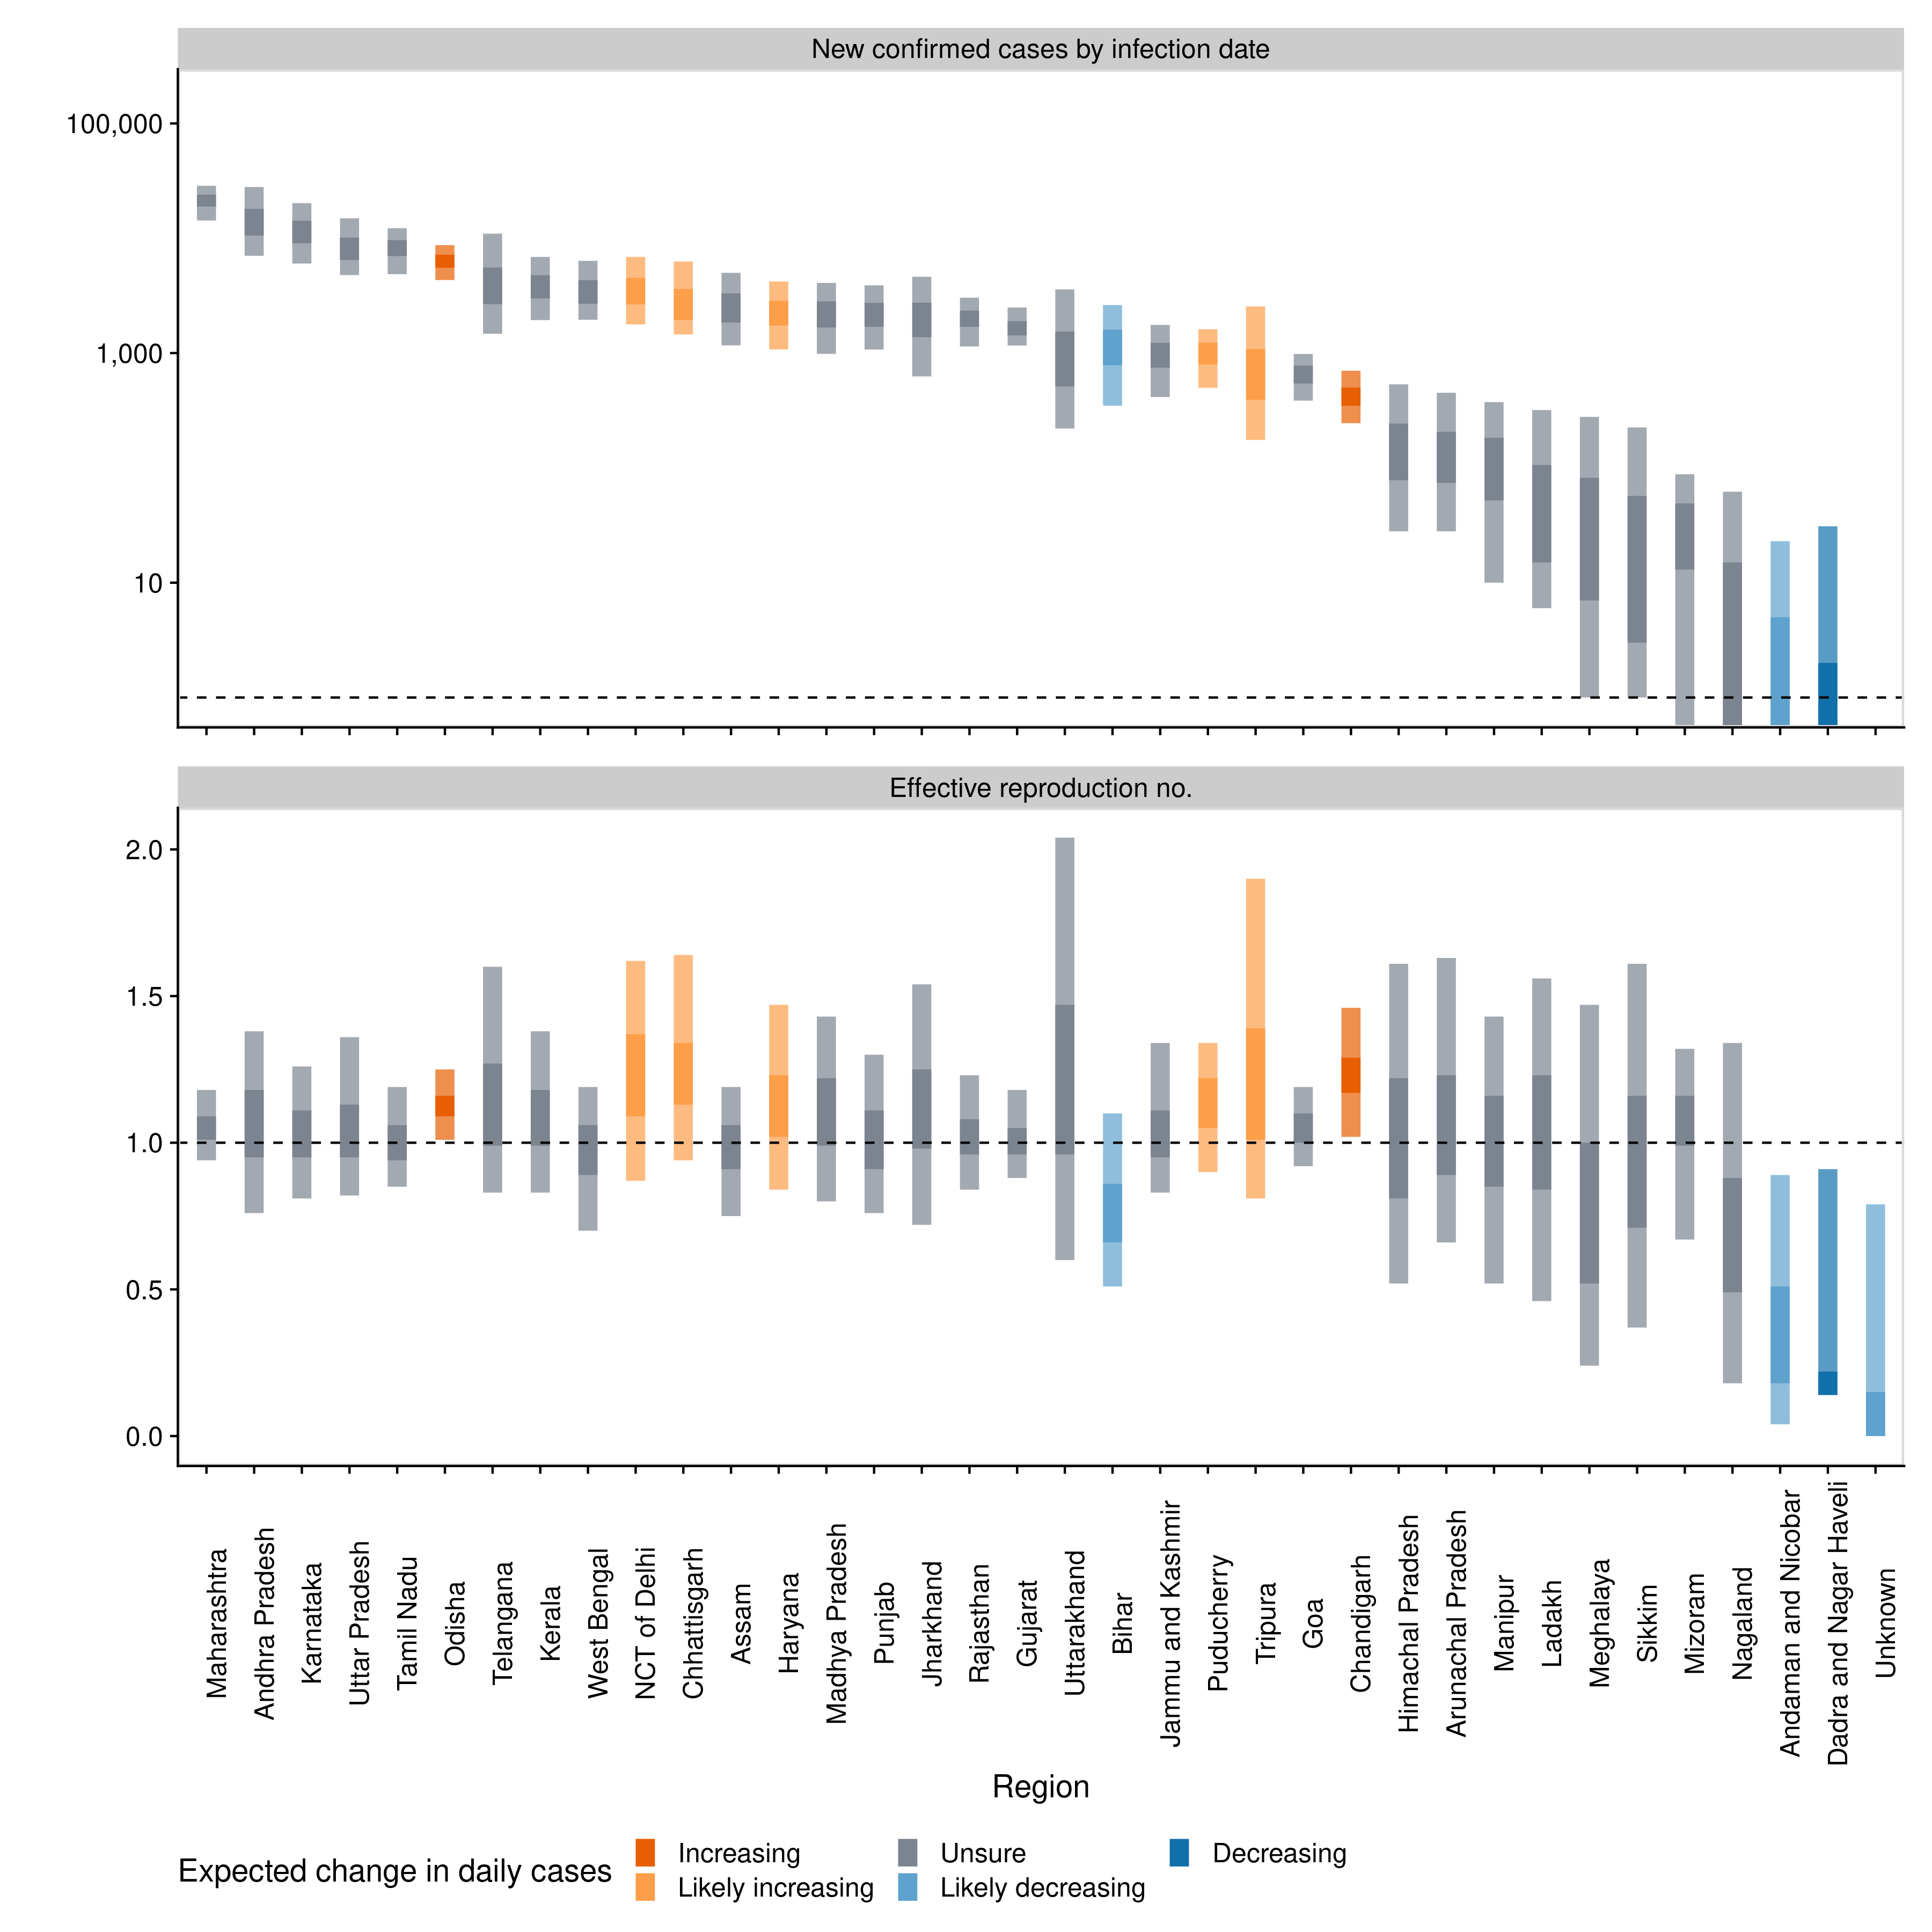 New confirmed cases by infection date
100,000
1,000
10
Effective reproduction no.
2.0
1.5
1.0
0.5
0.0
Maharashtra
Andhra Pradesh
Karnataka
Uttar Pradesh
Tamil Nadu
Odisha
Telangana
Kerala
West Bengal
NCT of Delhi
Chhattisgarh
Assam
Haryana
Madhya Pradesh
Punjab
Jharkhand
Rajasthan
Gujarat
Uttarakhand
Bihar
Jammu and Kashmir
Puducherry
Tripura
Goa
Chandigarh
Himachal Pradesh
Arunachal Pradesh
Manipur
Ladakh
Meghalaya
Sikkim
Mizoram
Nagaland
Andaman and Nicobar
Dadra and Nagar Haveli
Unknown
Region
Expected change in daily cases
Increasing
Likely increasing
Unsure
Likely decreasing
Decreasing